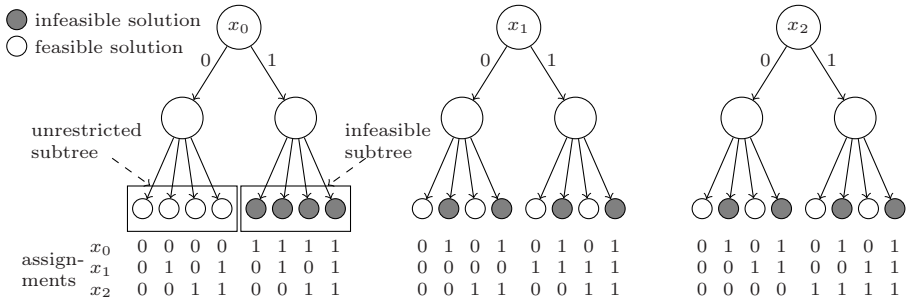 infeasible solution
feasible solution
x0 x1 x2
0 1 0 1 0 1
unrestricted subtree
infeasible subtree
assign-
ments
x0 0 0 0 0 1 1 1 1 0 1 0 1 0 1 0 1 0 1 0 1 0 1 0 1
x1 0 1 0 1 0 1 0 1 0 0 0 0 1 1 1 1 0 0 1 1 0 0 1 1
x2 0 0 1 1 0 0 1 1 0 0 1 1 0 0 1 1 0 0 0 0 1 1 1 1